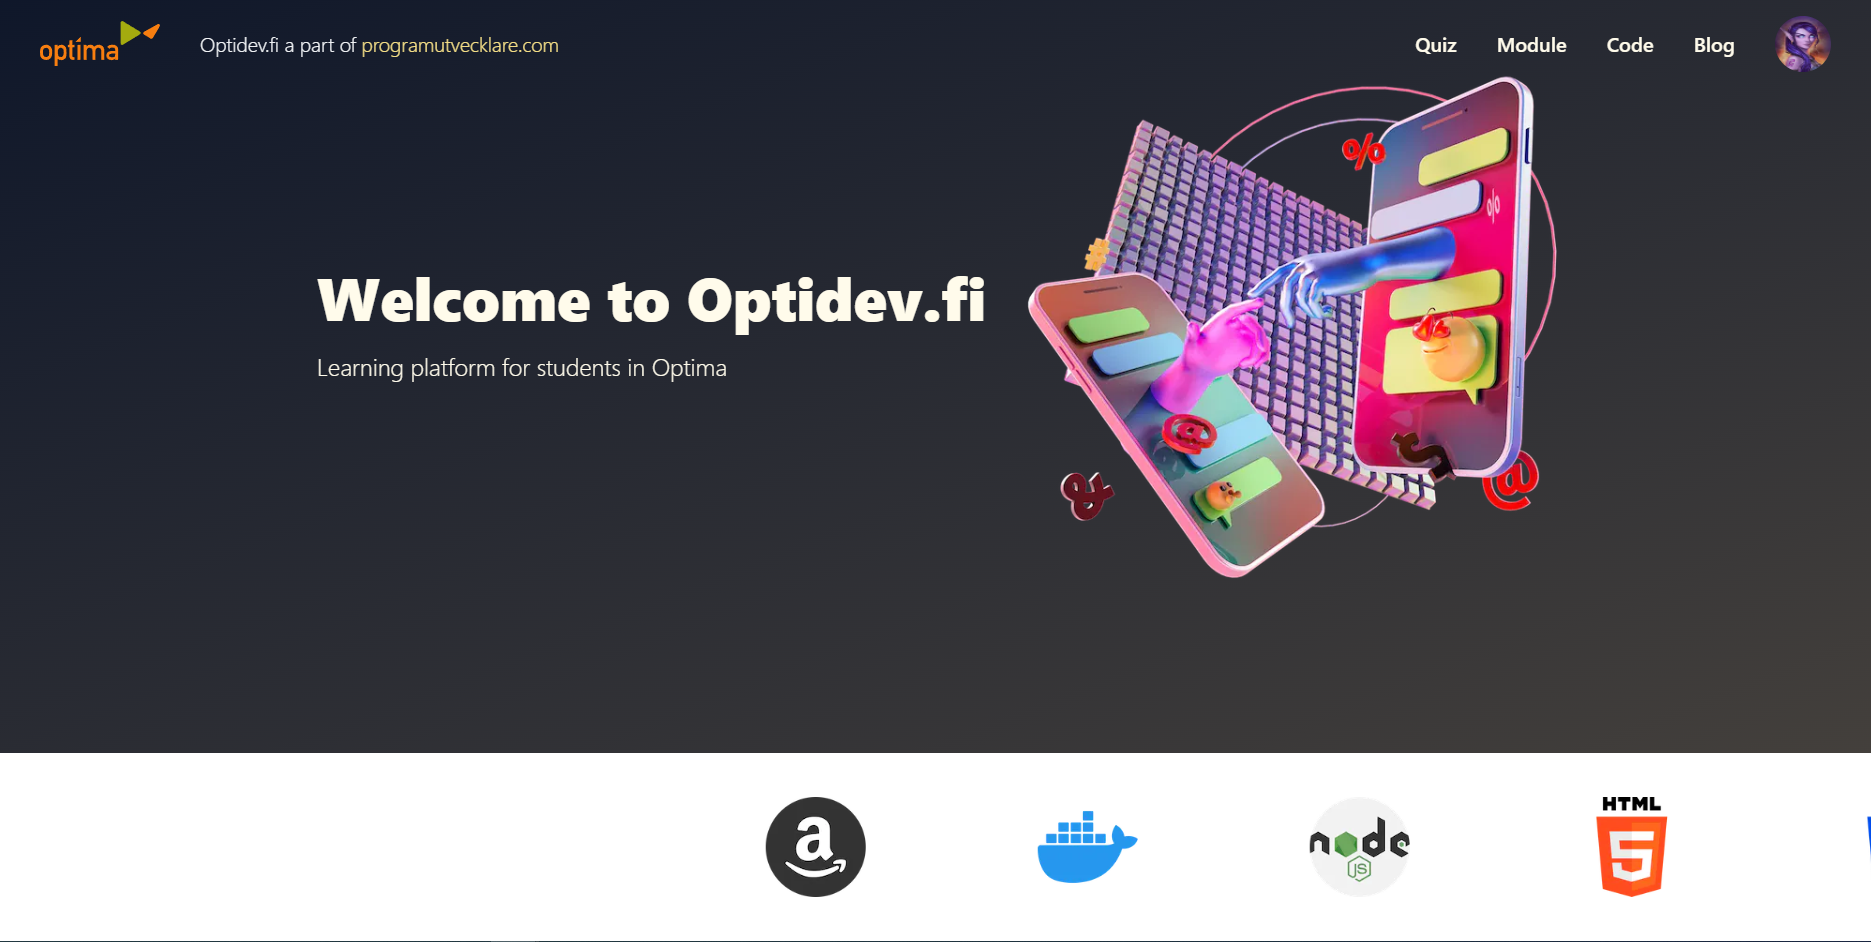 optima
Optidev.fi a part of programutvecklare.com
Quiz
Module
Code
Blog
Welcome to Optidev.fi
Learning platform for students in Optima
%
%
#
@
&
@
a
node
JS
HTML
5